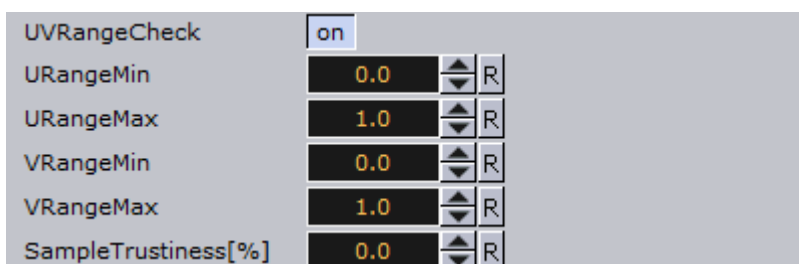 UVRangeCheck on
URangeMin 0.0 R
URangeMax 1.0 R
VRangeMin 0.0 R
VRangeMax 1.0 R
SampleTrustiness[%] 0.0 R